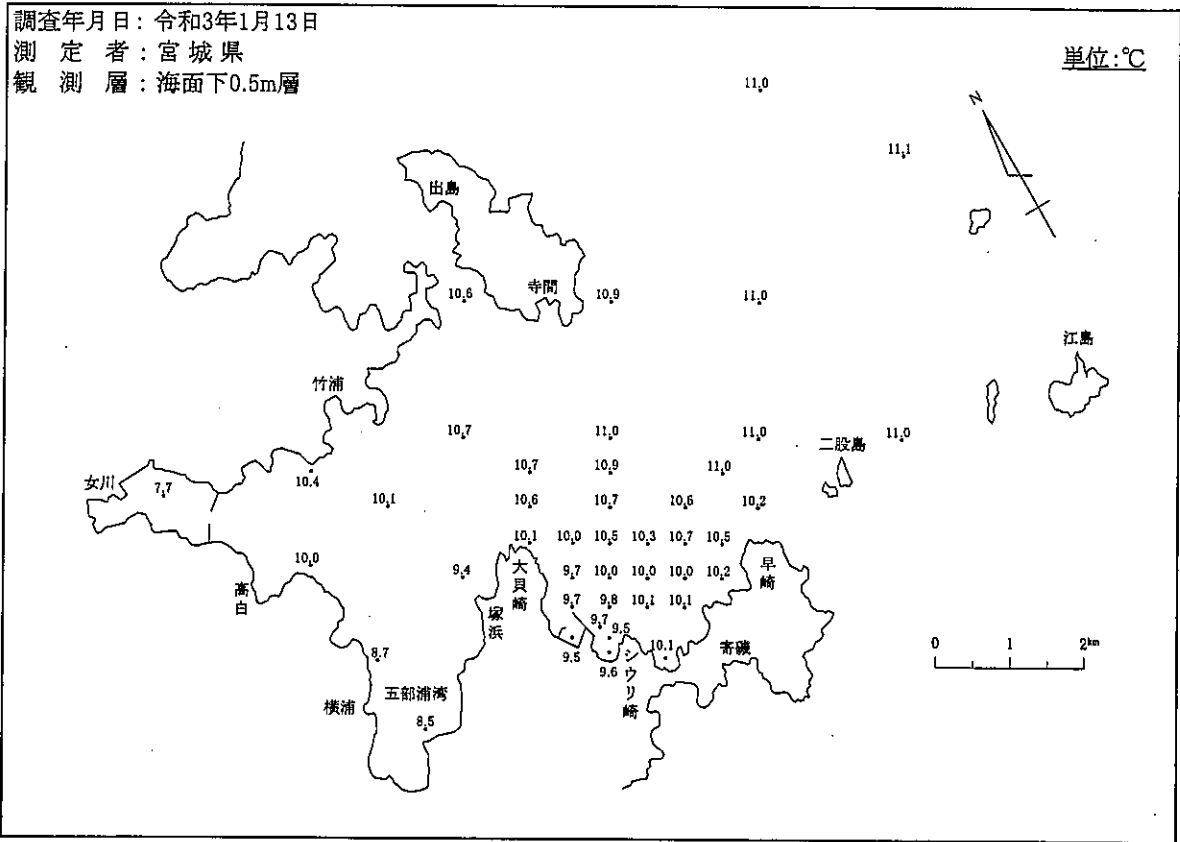 調査年月日：令和3年1月13日
測　定　者：宮城県
観　測　層：海面下0.5m層
単位:℃
11.0
N
11.1
出島
寺間
10.6
10.9
11.0
江島
竹浦
10.7
11.0
11.0
11.0
二股島
10.7
10.9
11.0
女川
7.7
10.4
10.1
10.6
10.7
10.6
10.2
10.1
10.0
10.5
10.3
10.7
10.5
10.0
9.4
大貝崎
9.7
10.0
10.0
10.0
10.2
早崎
高白
塚浜
9.7
9.8
10.1
10.1
9.7
9.5
8.7
9.5
9.6
シウリ崎
10.1
寄磯
0
1
2km
五部浦湾
横浦
8.5